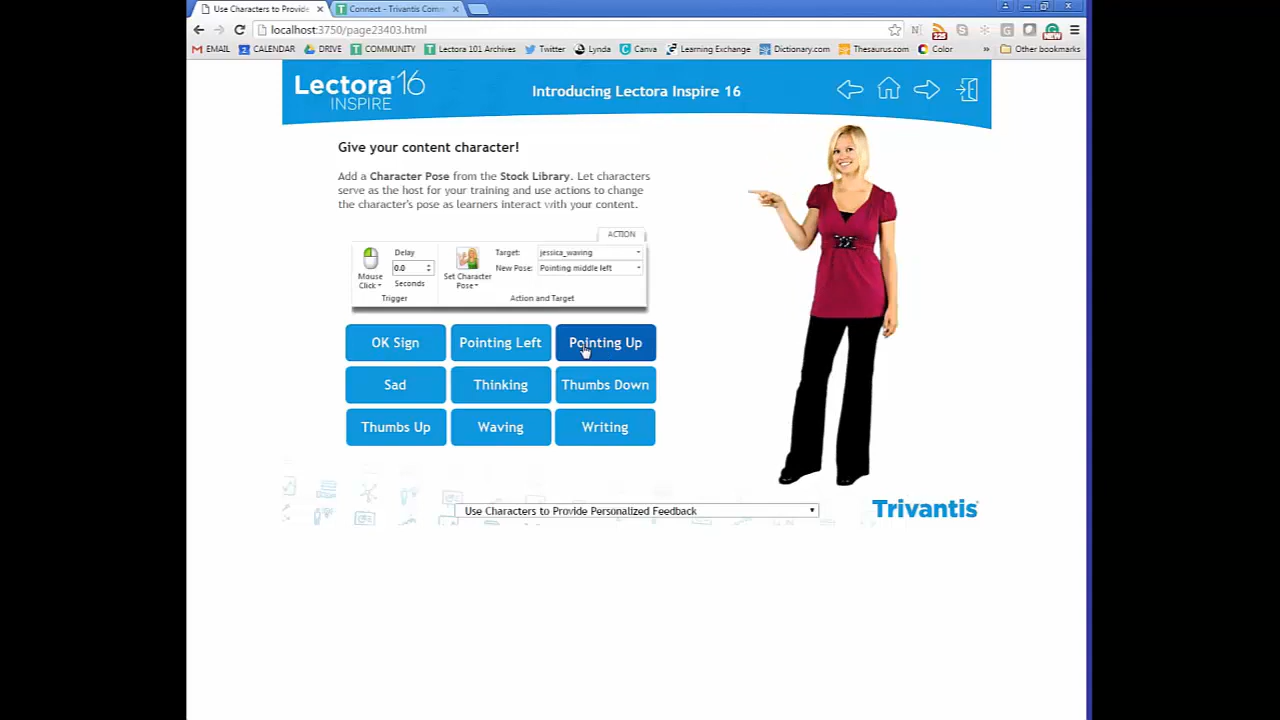 Use Characters to Provide
Connect - Trivantis Comm
localhost:3750/page23403.html
EMAIL CALENDAR DRIVE COMMUNITY Lectora 101 Archives Twitter Lynda Canva Learning Exchange Dictionary.com Thesaurus.com Color » Other bookmarks
Lectora 16
INSPIRE
Introducing Lectora Inspire 16
Give your content character!
Add a Character Pose from the Stock Library. Let characters
serve as the host for your training and use actions to change
the character's pose as learners interact with your content.
ACTION
Mouse Click
Delay
0.0
Seconds
Trigger
Set Character Pose
Target: jessica_waving
New Pose: Pointing middle left
Action and Target
OK Sign Pointing Left Pointing Up
Sad Thinking Thumbs Down
Thumbs Up Waving Writing
Use Characters to Provide Personalized Feedback
Trivantis